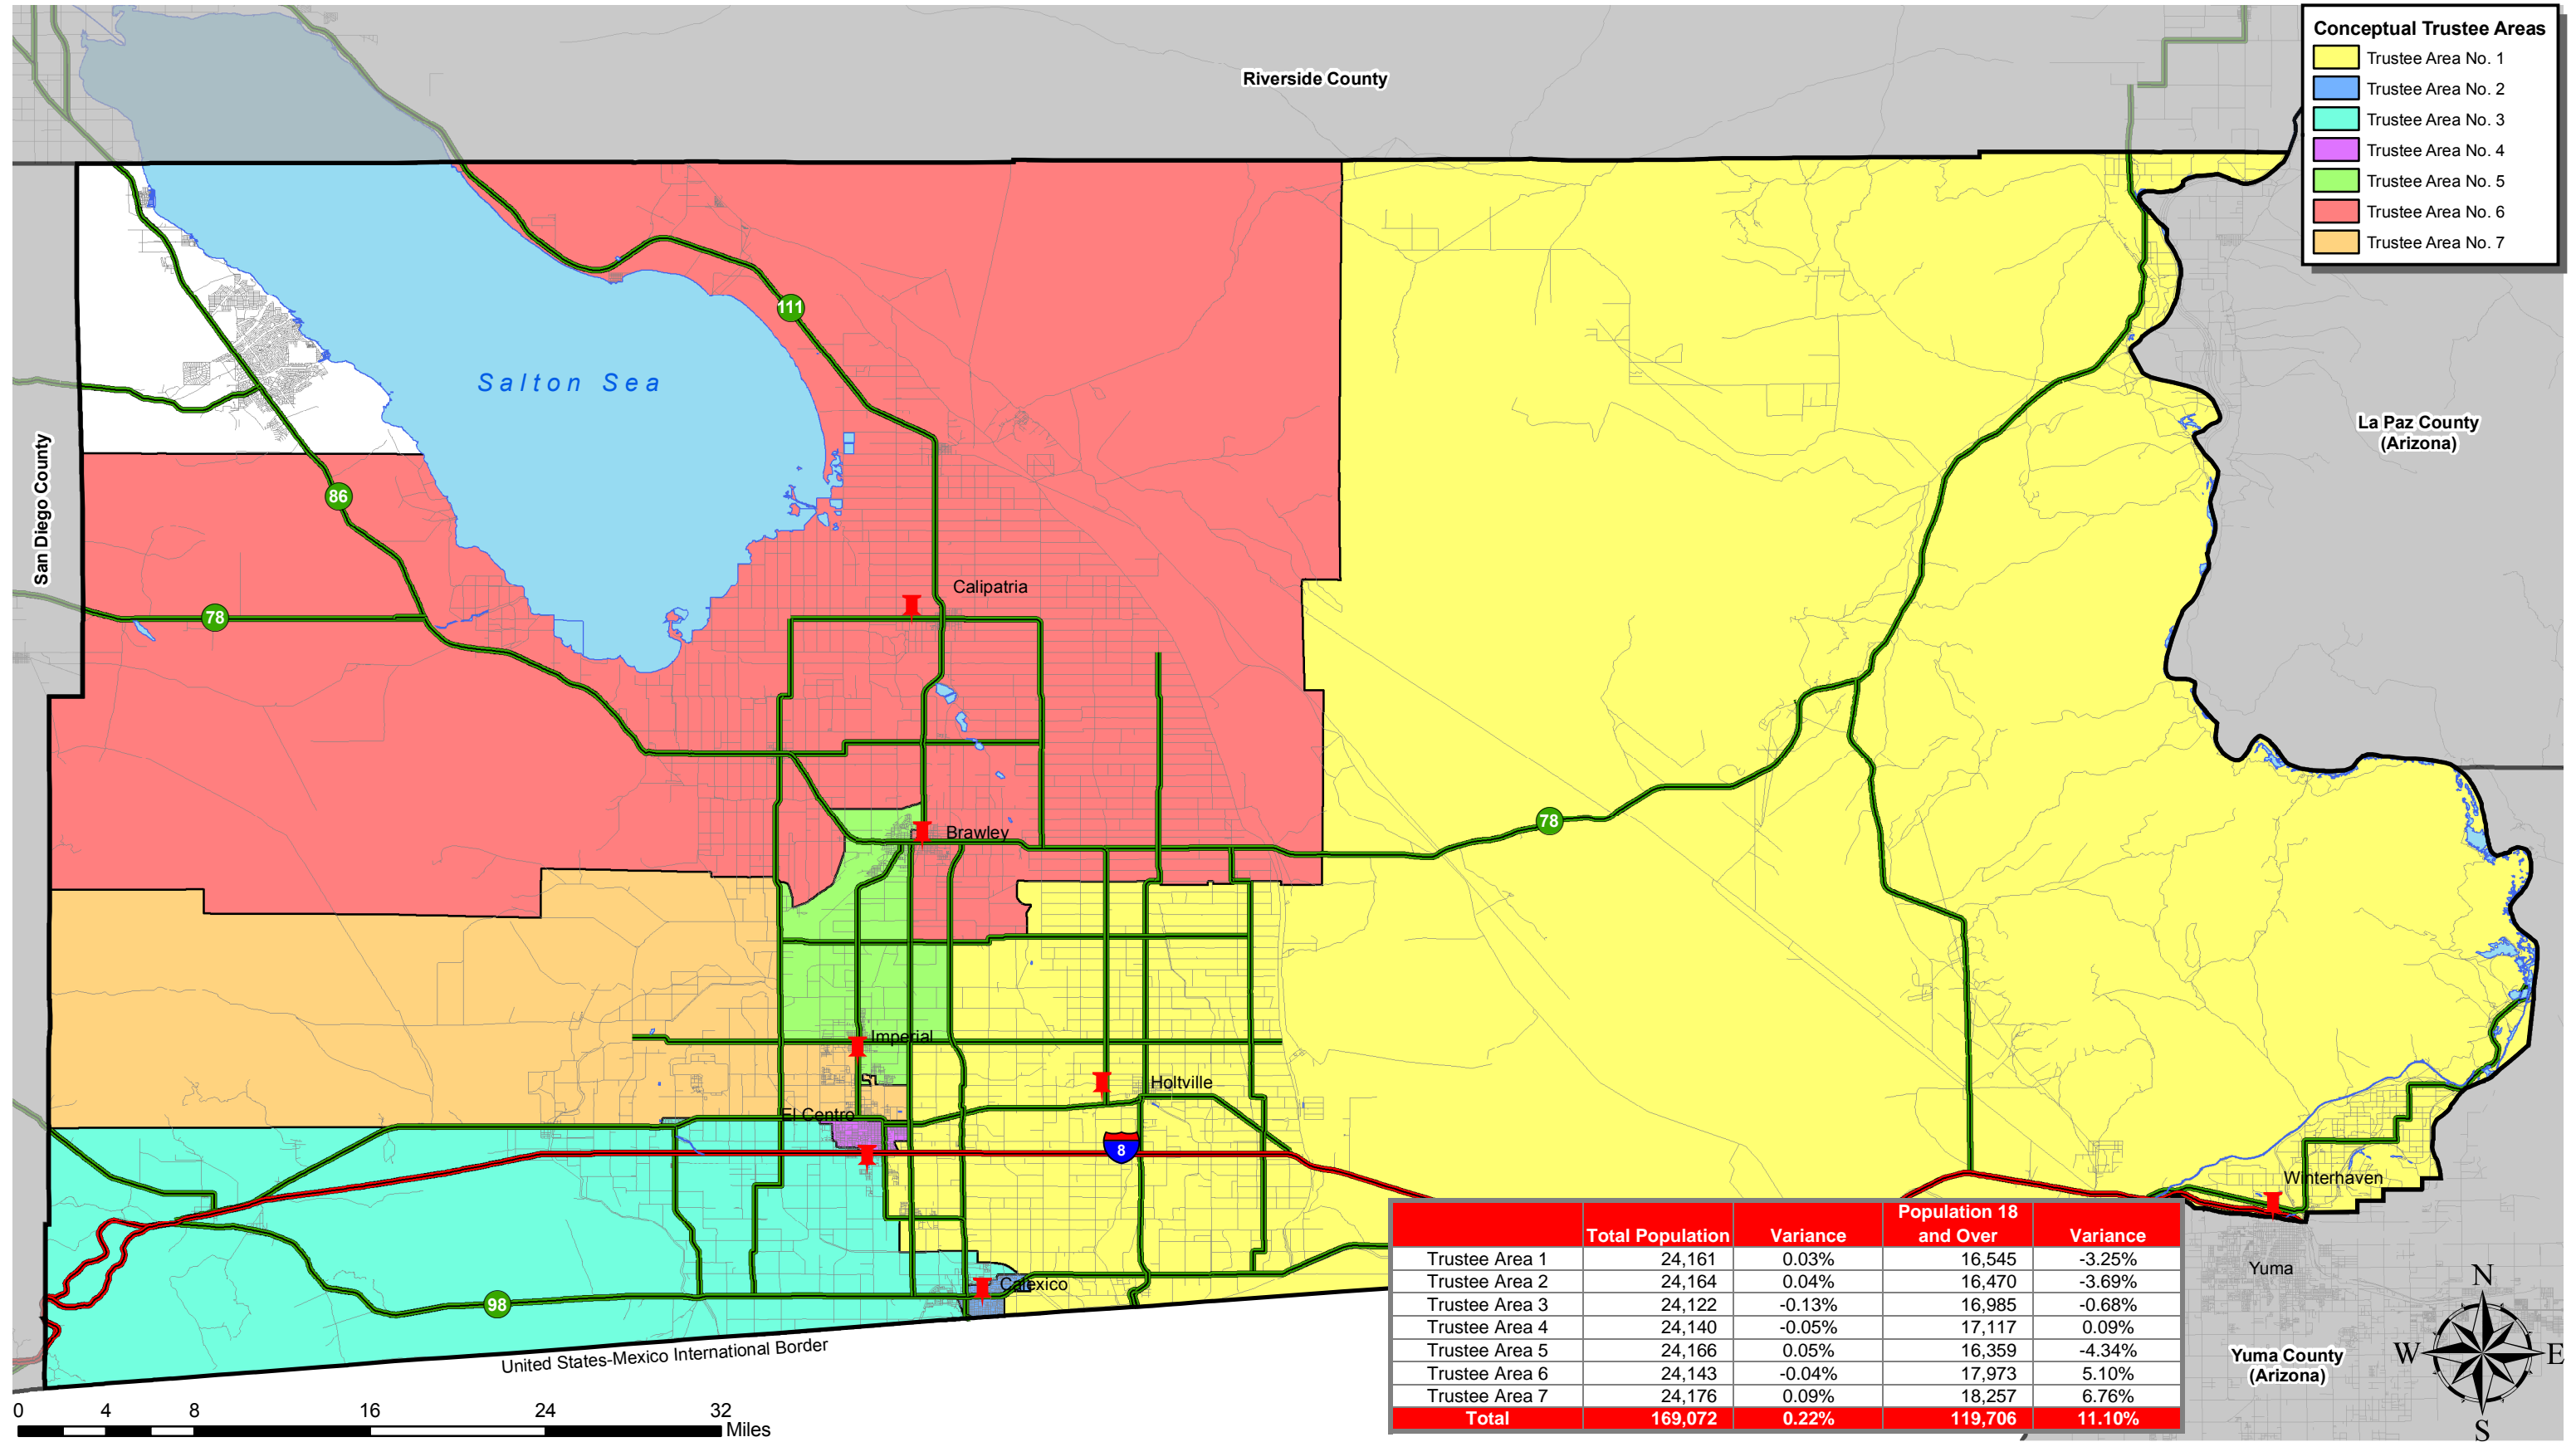 Conceptual Trustee Areas
Trustee Area No. 1
Trustee Area No. 2
Trustee Area No. 3
Trustee Area No. 4
Trustee Area No. 5
Trustee Area No. 6
Trustee Area No. 7
Riverside County
111
Salton Sea
La Paz County
(Arizona)
San Diego County
86
Calipatria
78
78
Brawley
Imperial
Holtville
El Centro
8
Winterhaven
Calexico
98
United States-Mexico International Border
Yuma
Yuma County
(Arizona)
N
W
E
S
0 4 8 16 24 32
Miles
Total Population Variance Population 18 and Over Variance
Trustee Area 1 24,161 0.03% 16,545 -3.25%
Trustee Area 2 24,164 0.04% 16,470 -3.69%
Trustee Area 3 24,122 -0.13% 16,985 -0.68%
Trustee Area 4 24,140 -0.05% 17,117 0.09%
Trustee Area 5 24,166 0.05% 16,359 -4.34%
Trustee Area 6 24,143 -0.04% 17,973 5.10%
Trustee Area 7 24,176 0.09% 18,257 6.76%
Total 169,072 0.22% 119,706 11.10%